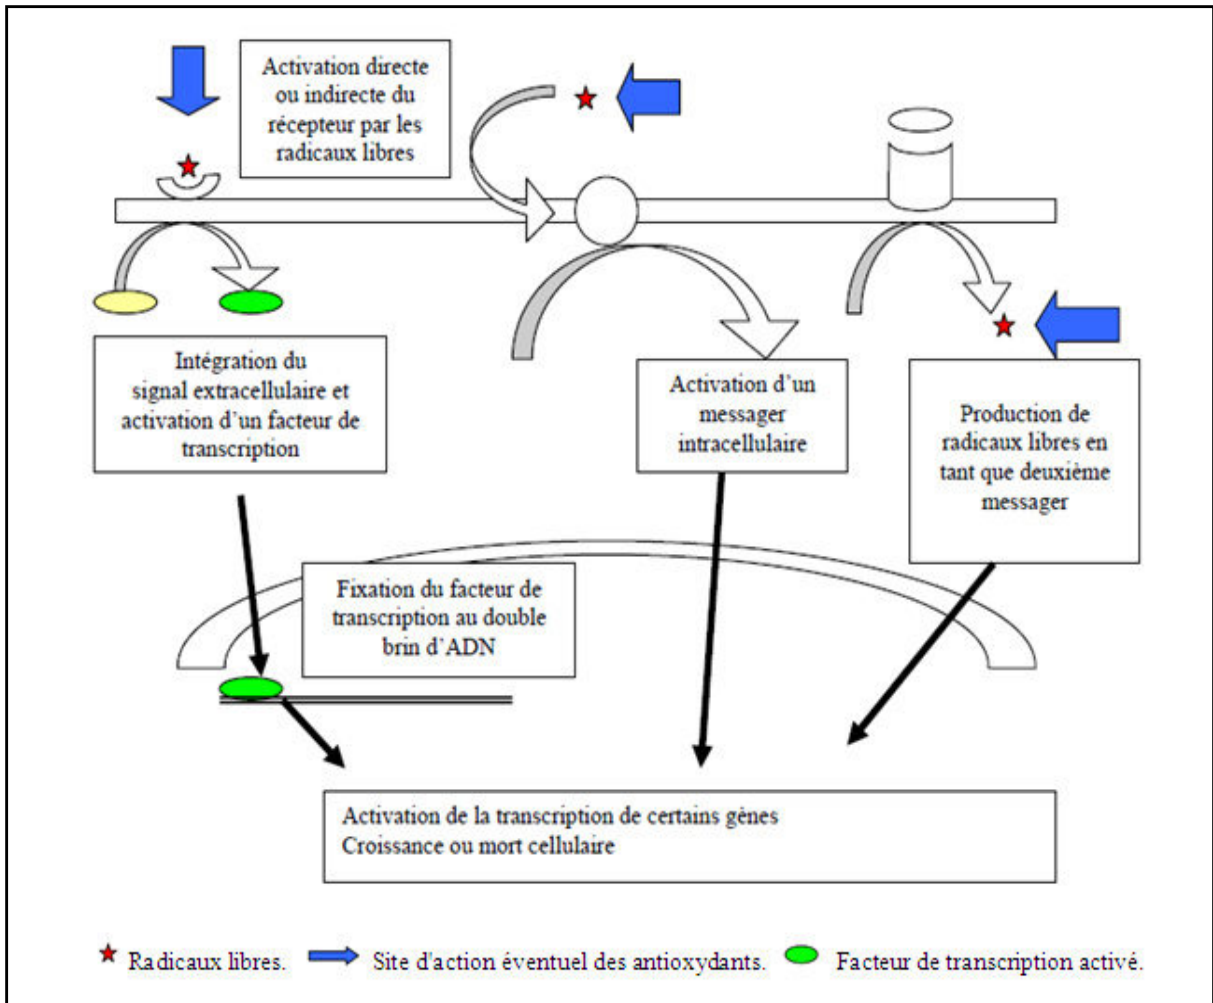 Activation directe
ou indirecte du
récepteur par les
radicaux libres
Intégration du
signal extracellulaire et
activation d’un facteur de
transcription
Activation d’un
messager
intracellulaire
Production de
radicaux libres en
tant que deuxième
messager
Fixation du facteur de
transcription au double
brin d’ADN
Activation de la transcription de certains gènes
Croissance ou mort cellulaire
Radicaux libres. Site d'action éventuel des antioxydants. Facteur de transcription activé.